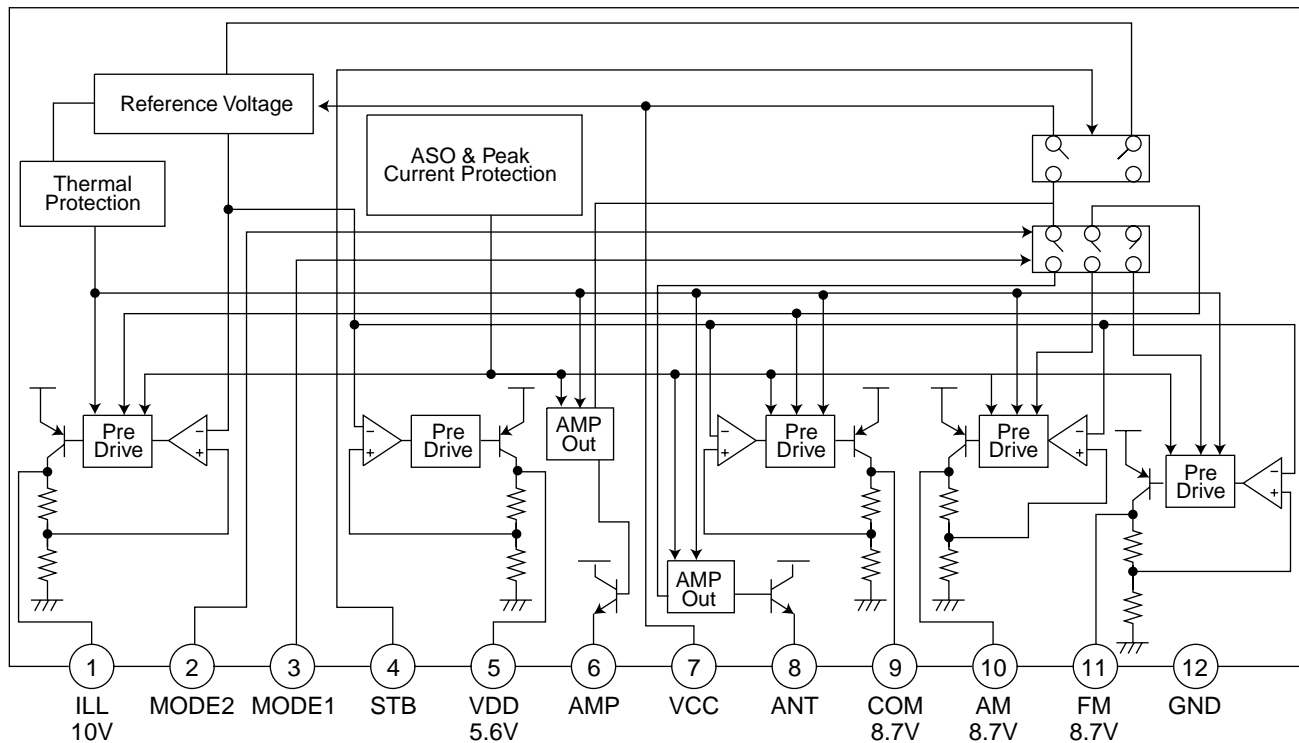 Reference Voltage
ASO & Peak
Current Protection
Thermal
Protection
Pre
Drive
−
+
−
+
Pre
Drive
AMP
Out
−
+
Pre
Drive
Pre
Drive
−
+
Pre
Drive
−
+
AMP
Out
1
2
3
4
5
6
7
8
9
10
11
12
ILL
10V
MODE2
MODE1
STB
VDD
5.6V
AMP
VCC
ANT
COM
8.7V
AM
8.7V
FM
8.7V
GND